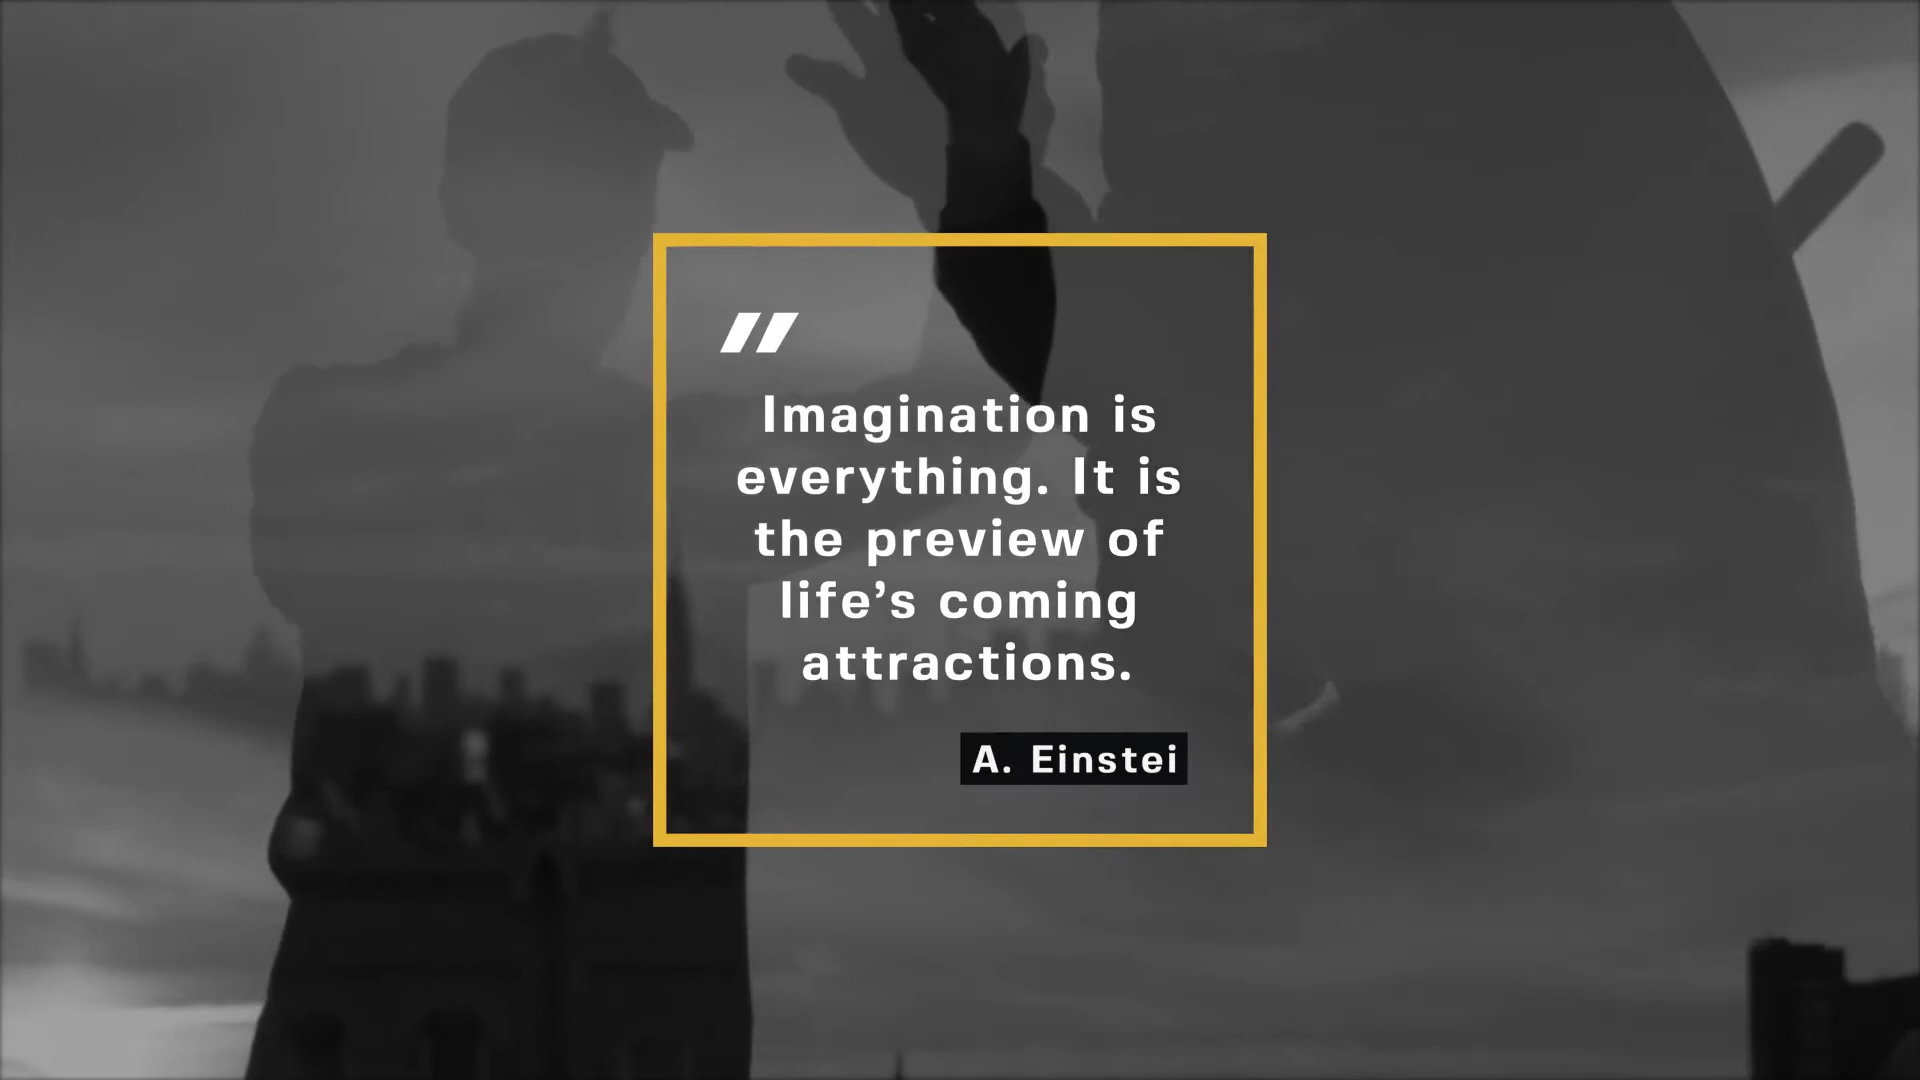 "
Imagination is
everything. It is
the preview of
life’s coming
attractions.
A. Einstei